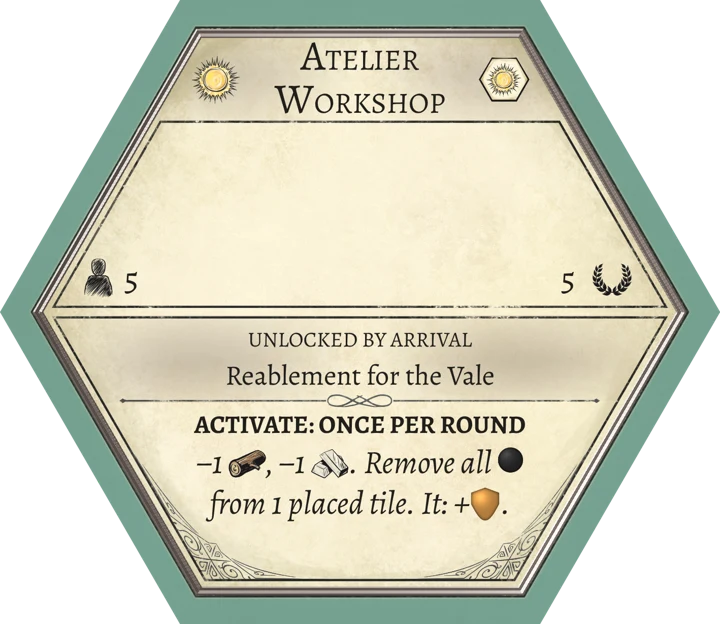 Atelier
Workshop
5
5
UNLOCKED BY ARRIVAL
Reablement for the Vale
ACTIVATE: ONCE PER ROUND
–1 , –1 . Remove all
from 1 placed tile. It: + .